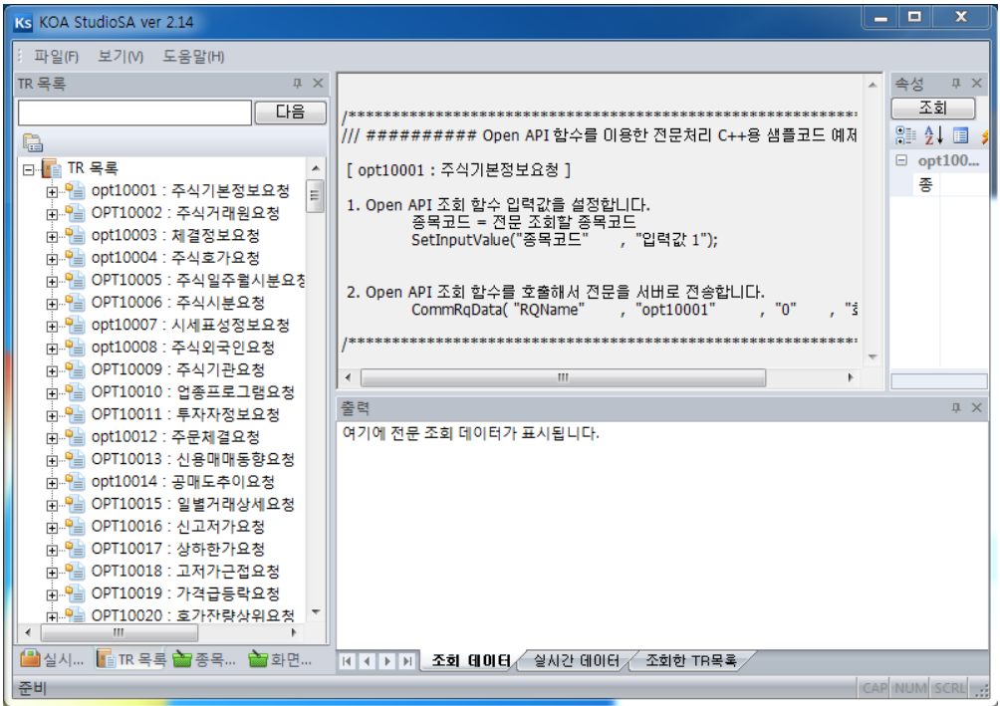 Ks KOA StudioSA ver 2.14
파일(F) 보기(V) 도움말(H)
TR 목록
다음
TR 목록
opt10001 : 주식기본정보요청
OPT10002 : 주식거래원요청
opt10003 : 체결정보요청
opt10004 : 주식호가요청
OPT10005 : 주식일주월시분요청
OPT10006 : 주식시분요청
opt10007 : 시세표성정보요청
opt10008 : 주식외국인요청
OPT10009 : 주식기관요청
OPT10010 : 업종프로그램요청
OPT10011 : 투자자정보요청
opt10012 : 주문체결요청
OPT10013 : 신용매매동향요청
opt10014 : 공매도추이요청
OPT10015 : 일별거래상세요청
OPT10016 : 신고저가요청
OPT10017 : 상하한가요청
OPT10018 : 고저가근접요청
OPT10019 : 가격급등락요청
OPT10020 : 호가잔량상위요청
실시... TR 목록 종목... 화면...
/***********************************************************************
/// ########## Open API 함수를 이용한 전문처리 C++용 샘플코드 예제
[ opt10001 : 주식기본정보요청 ]
1. Open API 조회 함수 입력값을 설정합니다.
종목코드 = 전문 조회할 종목코드
SetInputValue("종목코드" , "입력값 1");
2. Open API 조회 함수를 호출해서 전문을 서버로 전송합니다.
CommRqData( "RQName" , "opt10001" , "0" , "
/***********************************************************************
속성
조회
opt100...
종
출력
여기에 전문 조회 데이터가 표시됩니다.
조회 데이터 실시간 데이터 조회한 TR목록
준비
CAP NUM SCRL